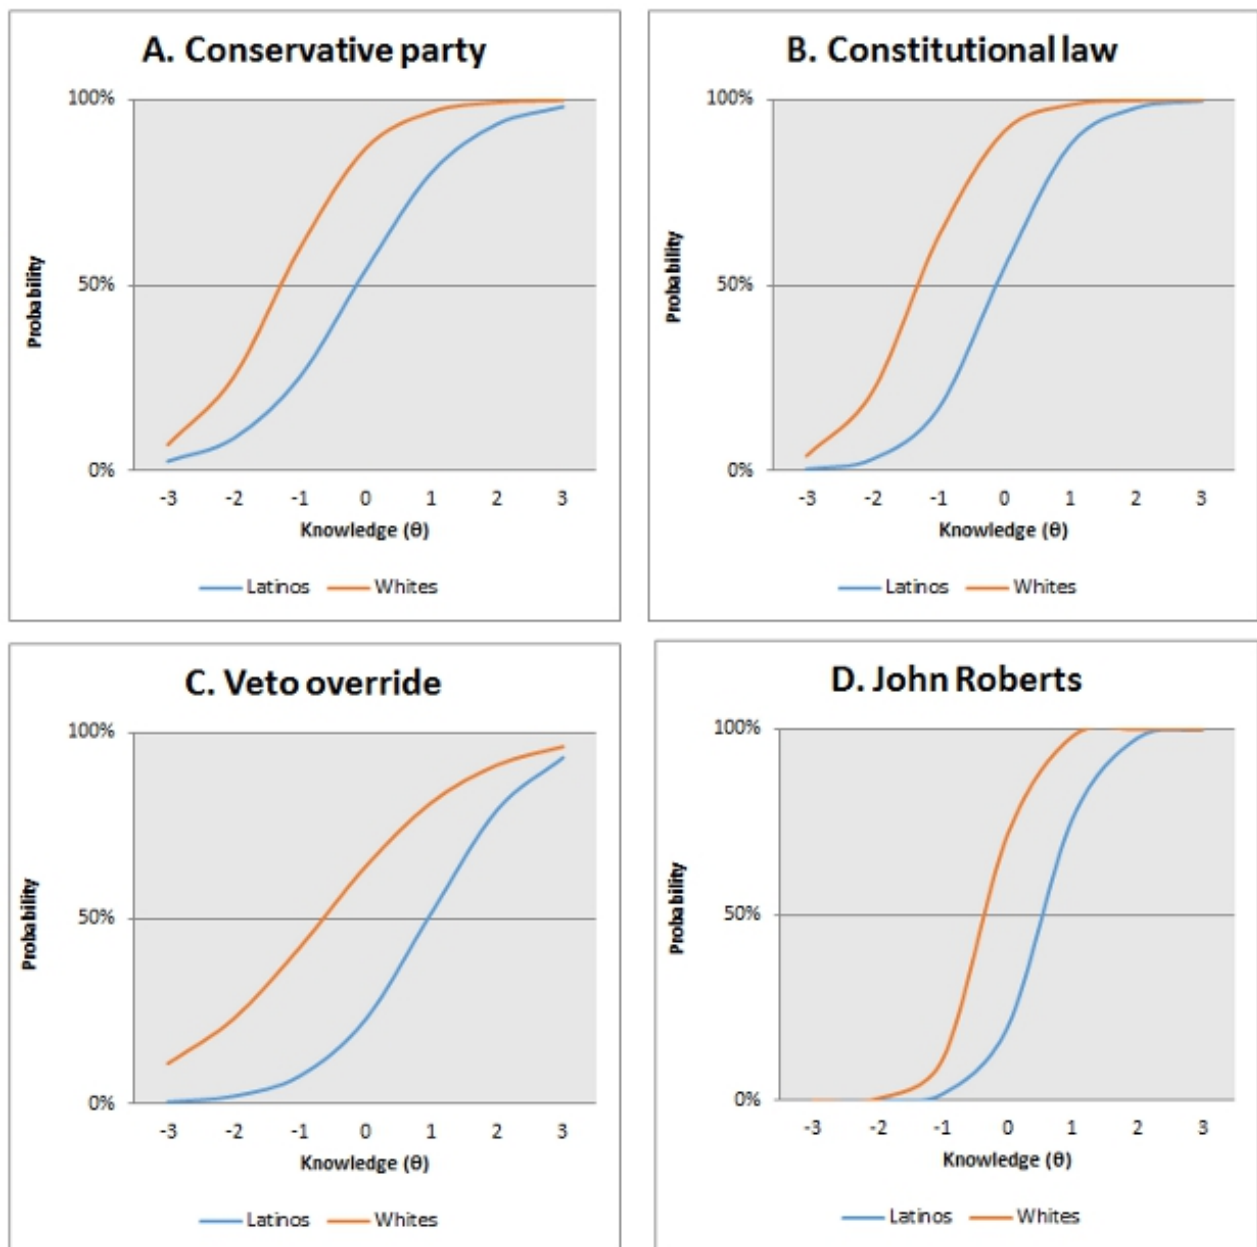 A. Conservative party
100%
50%
0%
Probability
-3 -2 -1 0 1 2 3
Knowledge (θ)
Latinos Whites
B. Constitutional law
100%
50%
0%
Probability
-3 -2 -1 0 1 2 3
Knowledge (θ)
Latinos Whites
C. Veto override
100%
50%
0%
Probability
-3 -2 -1 0 1 2 3
Knowledge (θ)
Latinos Whites
D. John Roberts
100%
50%
0%
Probability
-3 -2 -1 0 1 2 3
Knowledge (θ)
Latinos Whites